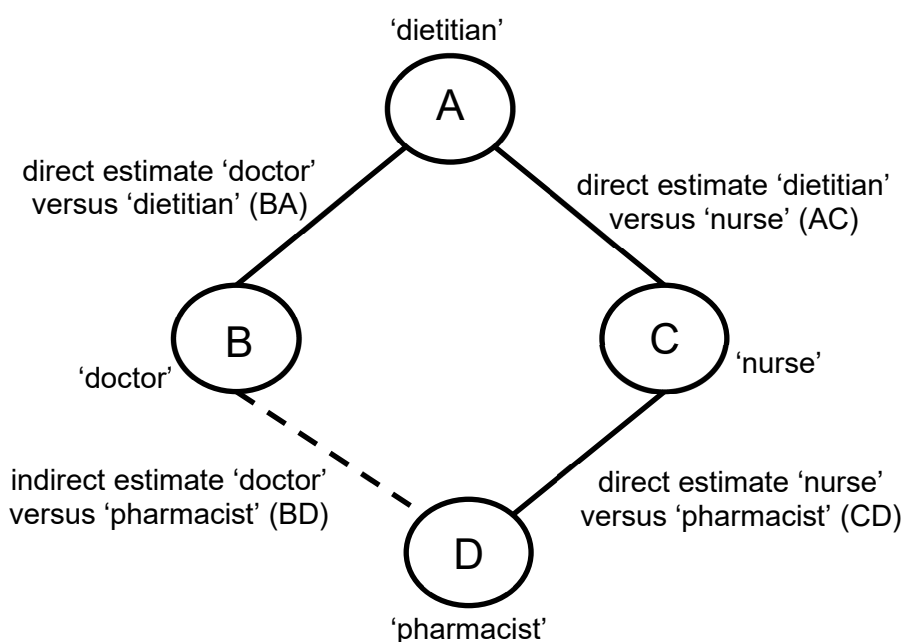 ‘dietitian’
A
direct estimate ‘doctor’
versus ‘dietitian’ (BA)
direct estimate ‘dietitian’
versus ‘nurse’ (AC)
B
‘doctor’
C
‘nurse’
indirect estimate ‘doctor’
versus ‘pharmacist’ (BD)
direct estimate ‘nurse’
versus ‘pharmacist’ (CD)
D
‘pharmacist’